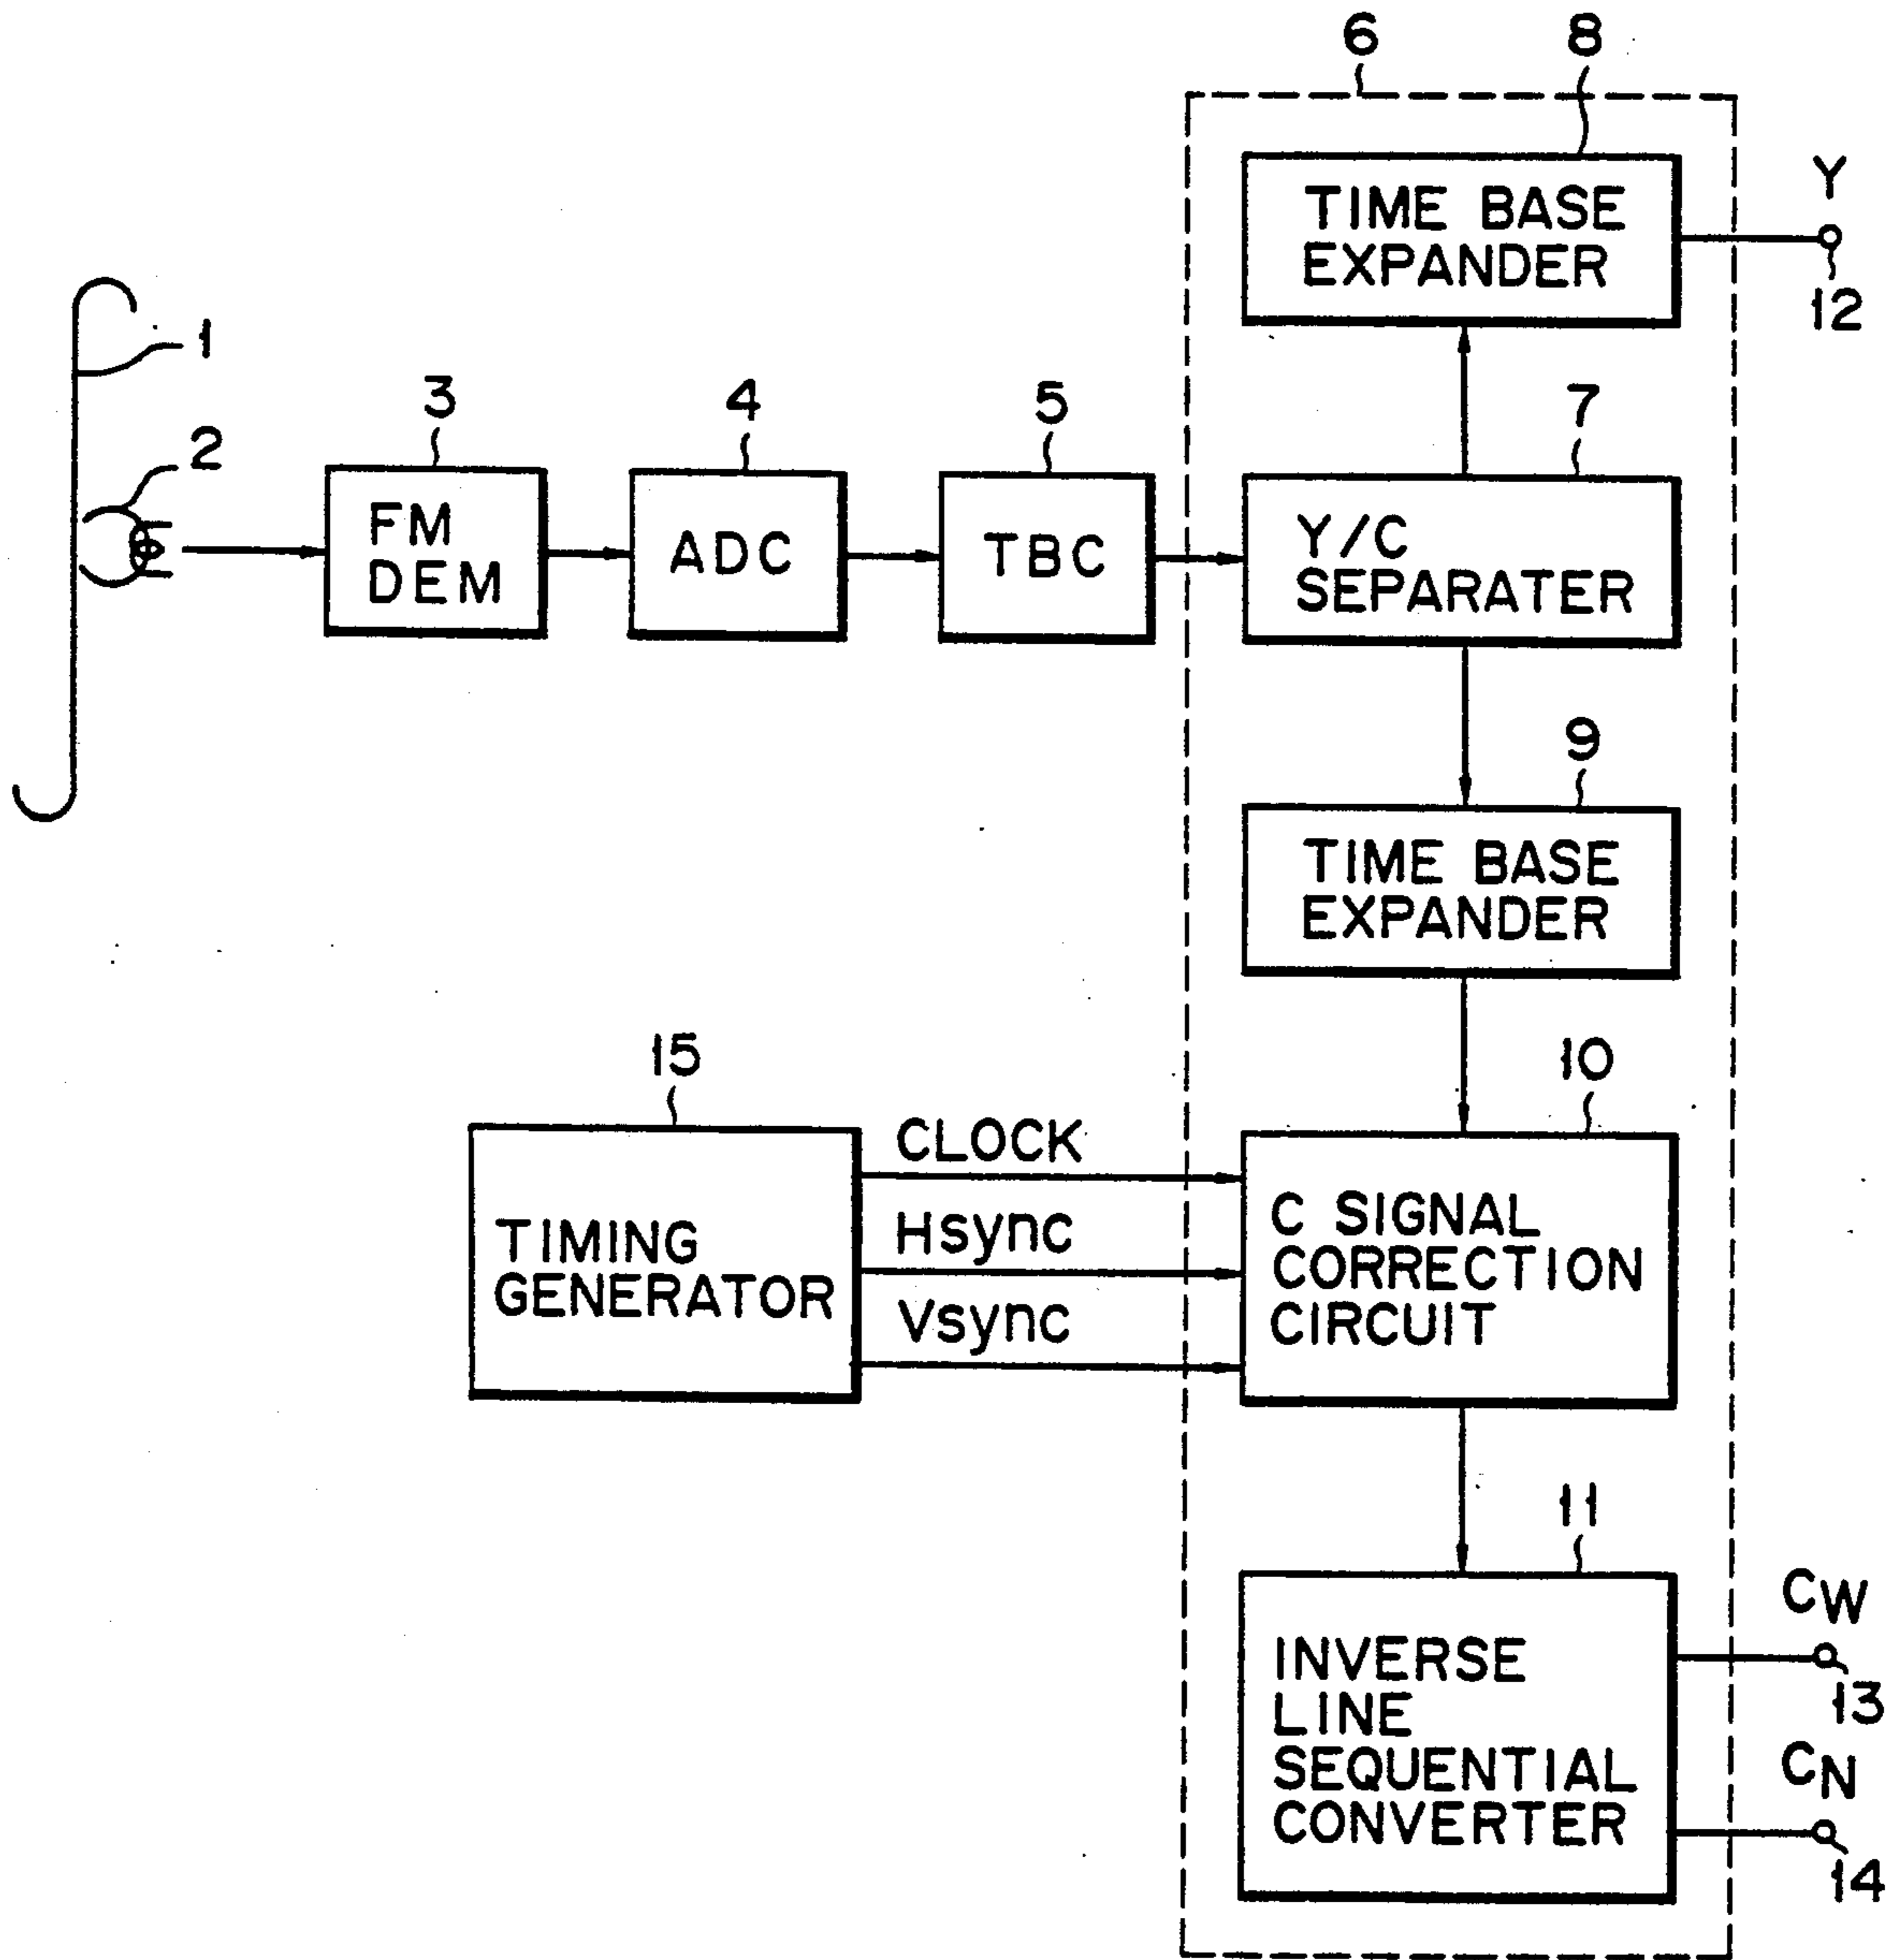 6
8
TIME BASE
EXPANDER
Y
12
1
2
3
FM
DEM
4
ADC
5
TBC
7
Y/C
SEPARATER
9
TIME BASE
EXPANDER
15
TIMING
GENERATOR
CLOCK
Hsync
Vsync
10
C SIGNAL
CORRECTION
CIRCUIT
11
INVERSE
LINE
SEQUENTIAL
CONVERTER
CW
13
CN
14